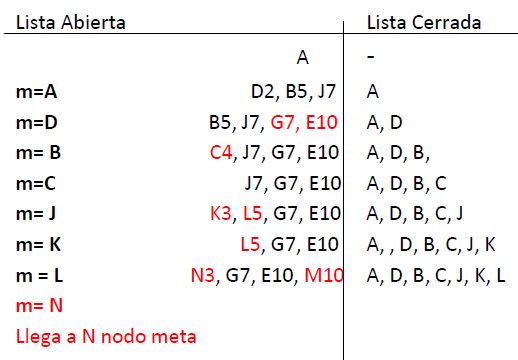 Lista Abierta Lista Cerrada
A -
m=A D2, B5, J7 A
m=D B5, J7, G7, E10 A, D
m= B C4, J7, G7, E10 A, D, B,
m=C J7, G7, E10 A, D, B, C
m= J K3, L5, G7, E10 A, D, B, C, J
m= K L5, G7, E10 A, , D, B, C, J, K
m = L N3, G7, E10, M10 A, D, B, C, J, K, L
m= N
Llega a N nodo meta